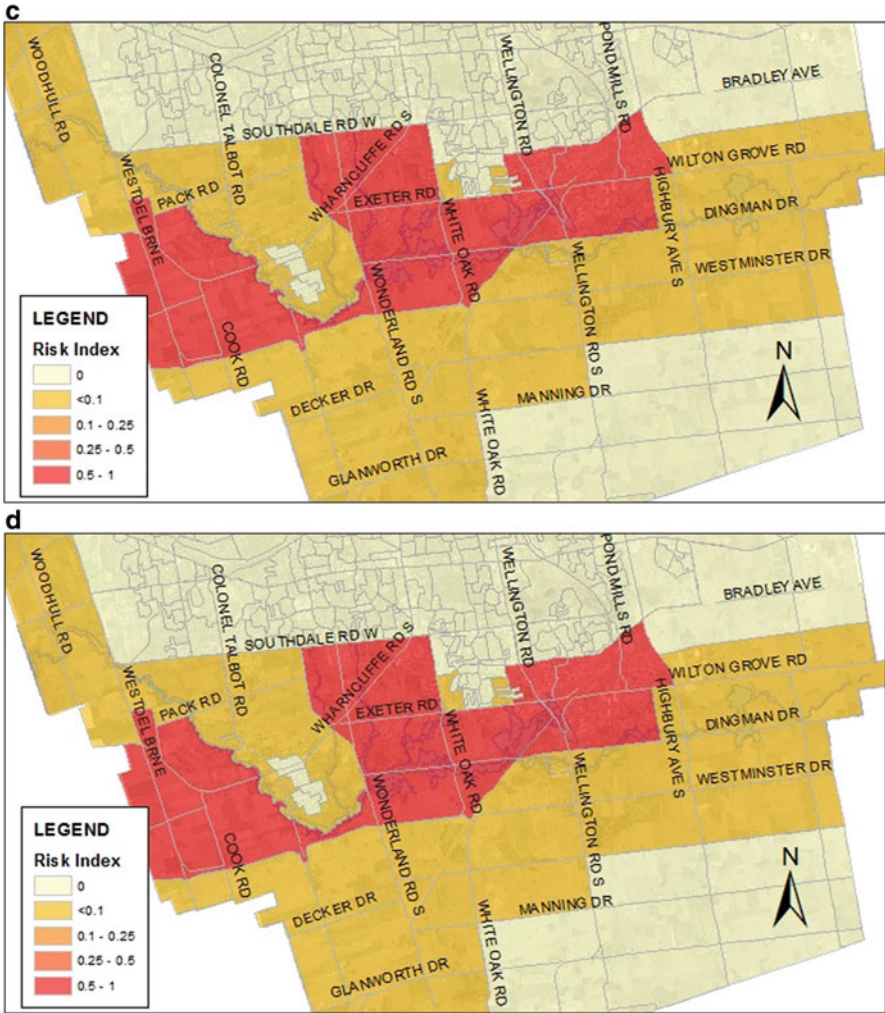 c
WOODHULL RD
COLONEL TALBOT RD
SOUTHDALE RD W
WHARNCLIFFE RD S
WELLINGTON RD
POND MILLS RD
BRADLEY AVE
WESTDEL BRNE
PACK RD
EXETER RD
WHITE OAK RD
HIGHBURY AVE S
WILTON GROVE RD
DINGMAN DR
WESTMINSTER DR
WONDERLAND RD S
WELLINGTON RD S
COOK RD
DECKER DR
WHITE OAK RD
MANNING DR
GLANWORTH DR
N
LEGEND
Risk Index
0
<0.1
0.1 - 0.25
0.25 - 0.5
0.5 - 1
d
WOODHULL RD
COLONEL TALBOT RD
SOUTHDALE RD W
WHARNCLIFFE RD S
WELLINGTON RD
POND MILLS RD
BRADLEY AVE
WESTDEL BRNE
PACK RD
EXETER RD
WHITE OAK RD
HIGHBURY AVE S
WILTON GROVE RD
DINGMAN DR
WESTMINSTER DR
WONDERLAND RD S
WELLINGTON RD S
COOK RD
DECKER DR
WHITE OAK RD
MANNING DR
GLANWORTH DR
N
LEGEND
Risk Index
0
<0.1
0.1 - 0.25
0.25 - 0.5
0.5 - 1